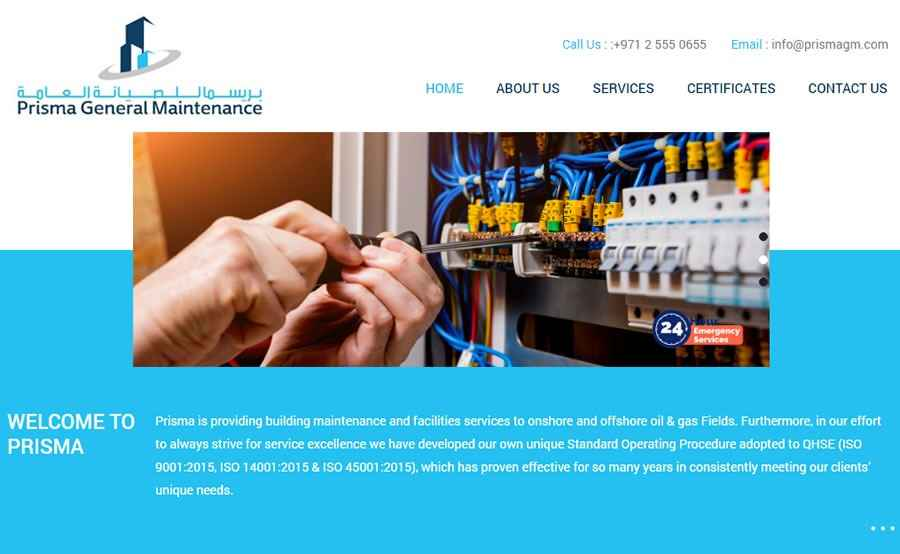 Call Us : :+971 2 555 0655 Email : info@prismagm.com
بريسما للصيانة العامة
Prisma General Maintenance
HOME ABOUT US SERVICES CERTIFICATES CONTACT US
24 Hour
Emergency
Services
WELCOME TO
PRISMA
Prisma is providing building maintenance and facilities services to onshore and offshore oil & gas Fields. Furthermore, in our effort
to always strive for service excellence we have developed our own unique Standard Operating Procedure adopted to QHSE (ISO
9001:2015, ISO 14001:2015 & ISO 45001:2015), which has proven effective for so many years in consistently meeting our clients'
unique needs.